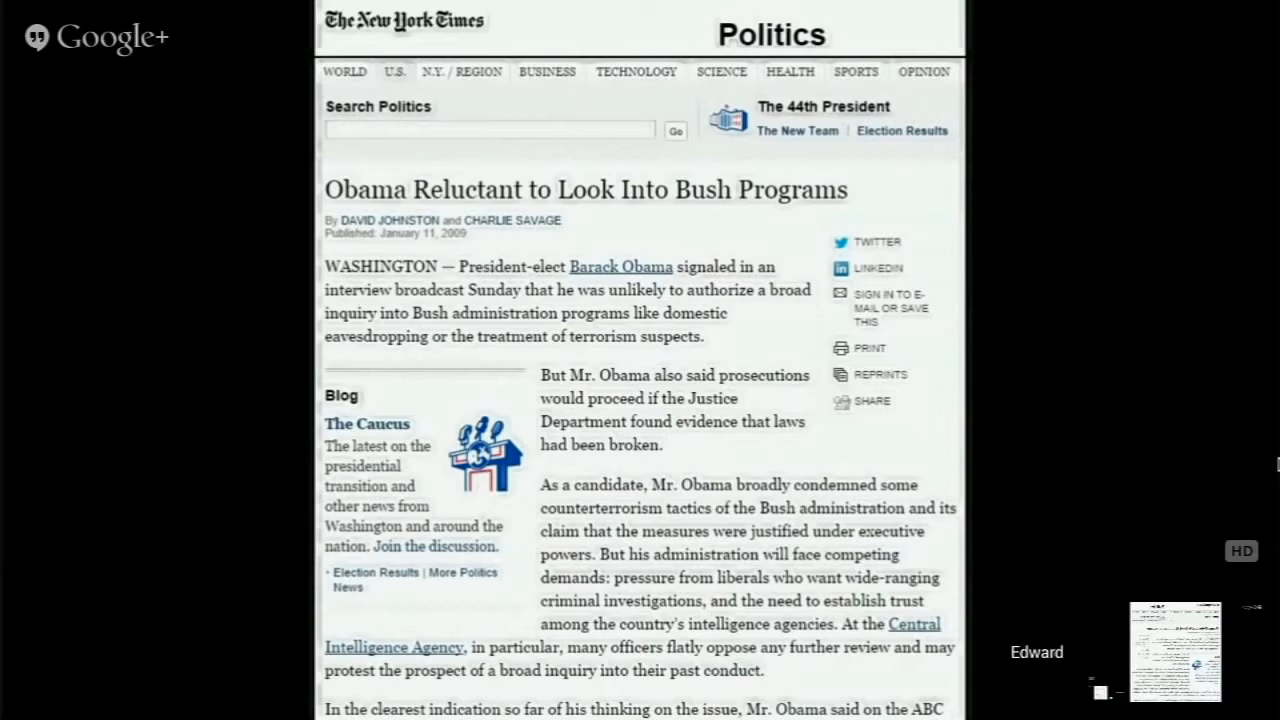 Google+
The New York Times
Politics
WORLD U.S. N.Y. / REGION BUSINESS TECHNOLOGY SCIENCE HEALTH SPORTS OPINION
Search Politics
Go
The 44th President
The New Team | Election Results
Obama Reluctant to Look Into Bush Programs
By DAVID JOHNSTON and CHARLIE SAVAGE
Published: January 11, 2009
TWITTER
LINKEDIN
SIGN IN TO E-
MAIL OR SAVE
THIS
PRINT
REPRINTS
SHARE
WASHINGTON — President-elect Barack Obama signaled in an
interview broadcast Sunday that he was unlikely to authorize a broad
inquiry into Bush administration programs like domestic
eavesdropping or the treatment of terrorism suspects.
Blog
The Caucus
The latest on the
presidential
transition and
other news from
Washington and around the
nation. Join the discussion.
• Election Results | More Politics
News
But Mr. Obama also said prosecutions
would proceed if the Justice
Department found evidence that laws
had been broken.
As a candidate, Mr. Obama broadly condemned some
counterterrorism tactics of the Bush administration and its
claim that the measures were justified under executive
powers. But his administration will face competing
demands: pressure from liberals who want wide-ranging
criminal investigations, and the need to establish trust
among the country's intelligence agencies. At the Central
Intelligence Agency, in particular, many officers flatly oppose any further review and may
protest the prospect of a broad inquiry into their past conduct.
In the clearest indication so far of his thinking on the issue, Mr. Obama said on the ABC
HD
Edward